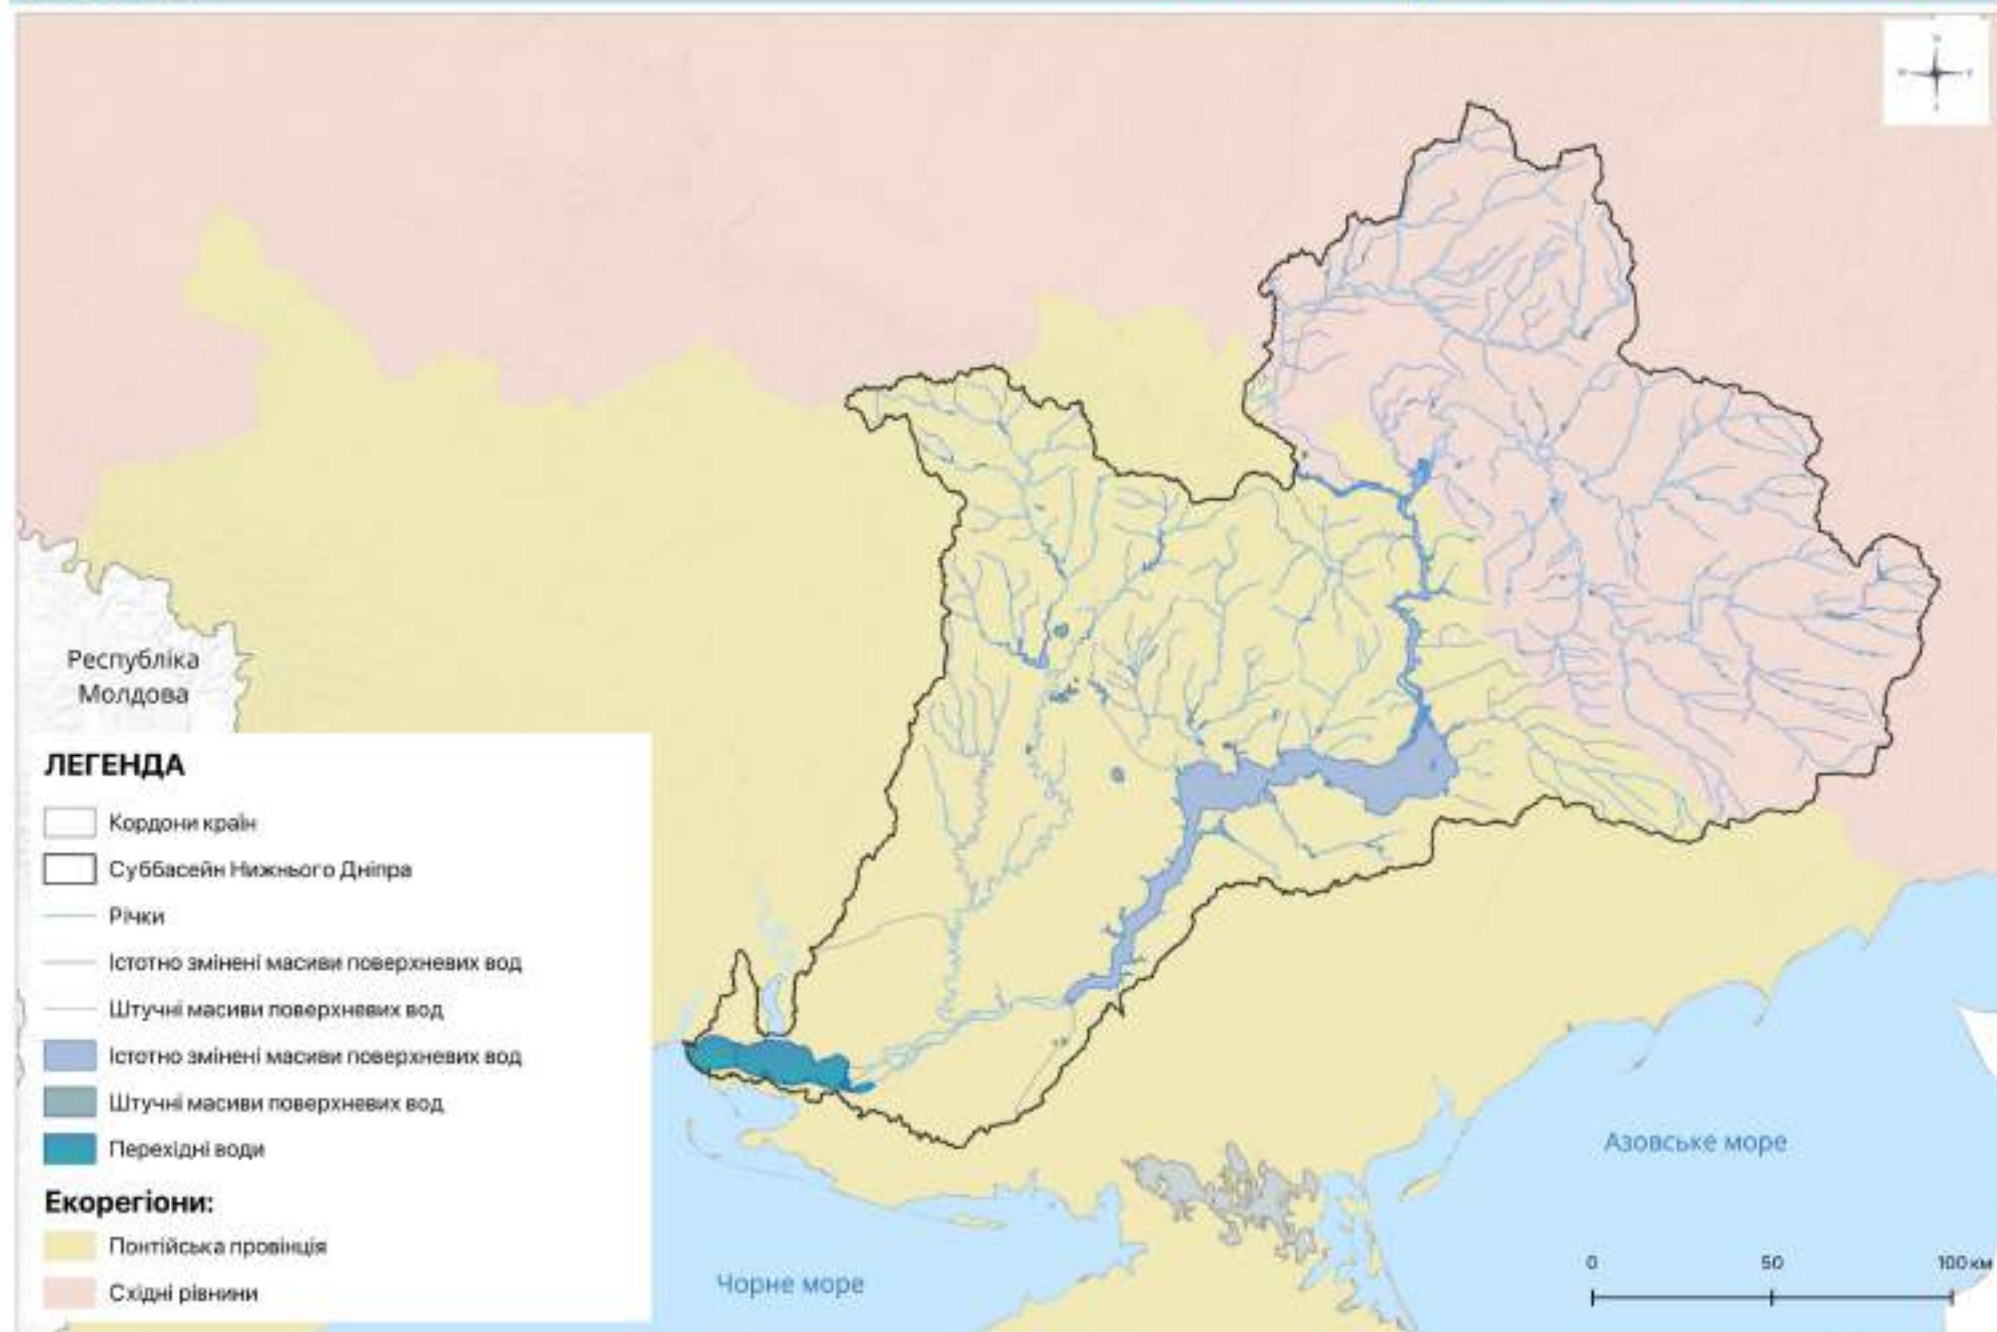 Республіка
Молдова
ЛЕГЕНДА
Кордони країн
Суббасейн Нижнього Дніпра
Річки
Істотно змінені масиви поверхневих вод
Штучні масиви поверхневих вод
Істотно змінені масиви поверхневих вод
Штучні масиви поверхневих вод
Перехідні води
Екорегіони:
Понтійська провінція
Східні рівнини
Чорне море
Азовське море
0 50 100 км